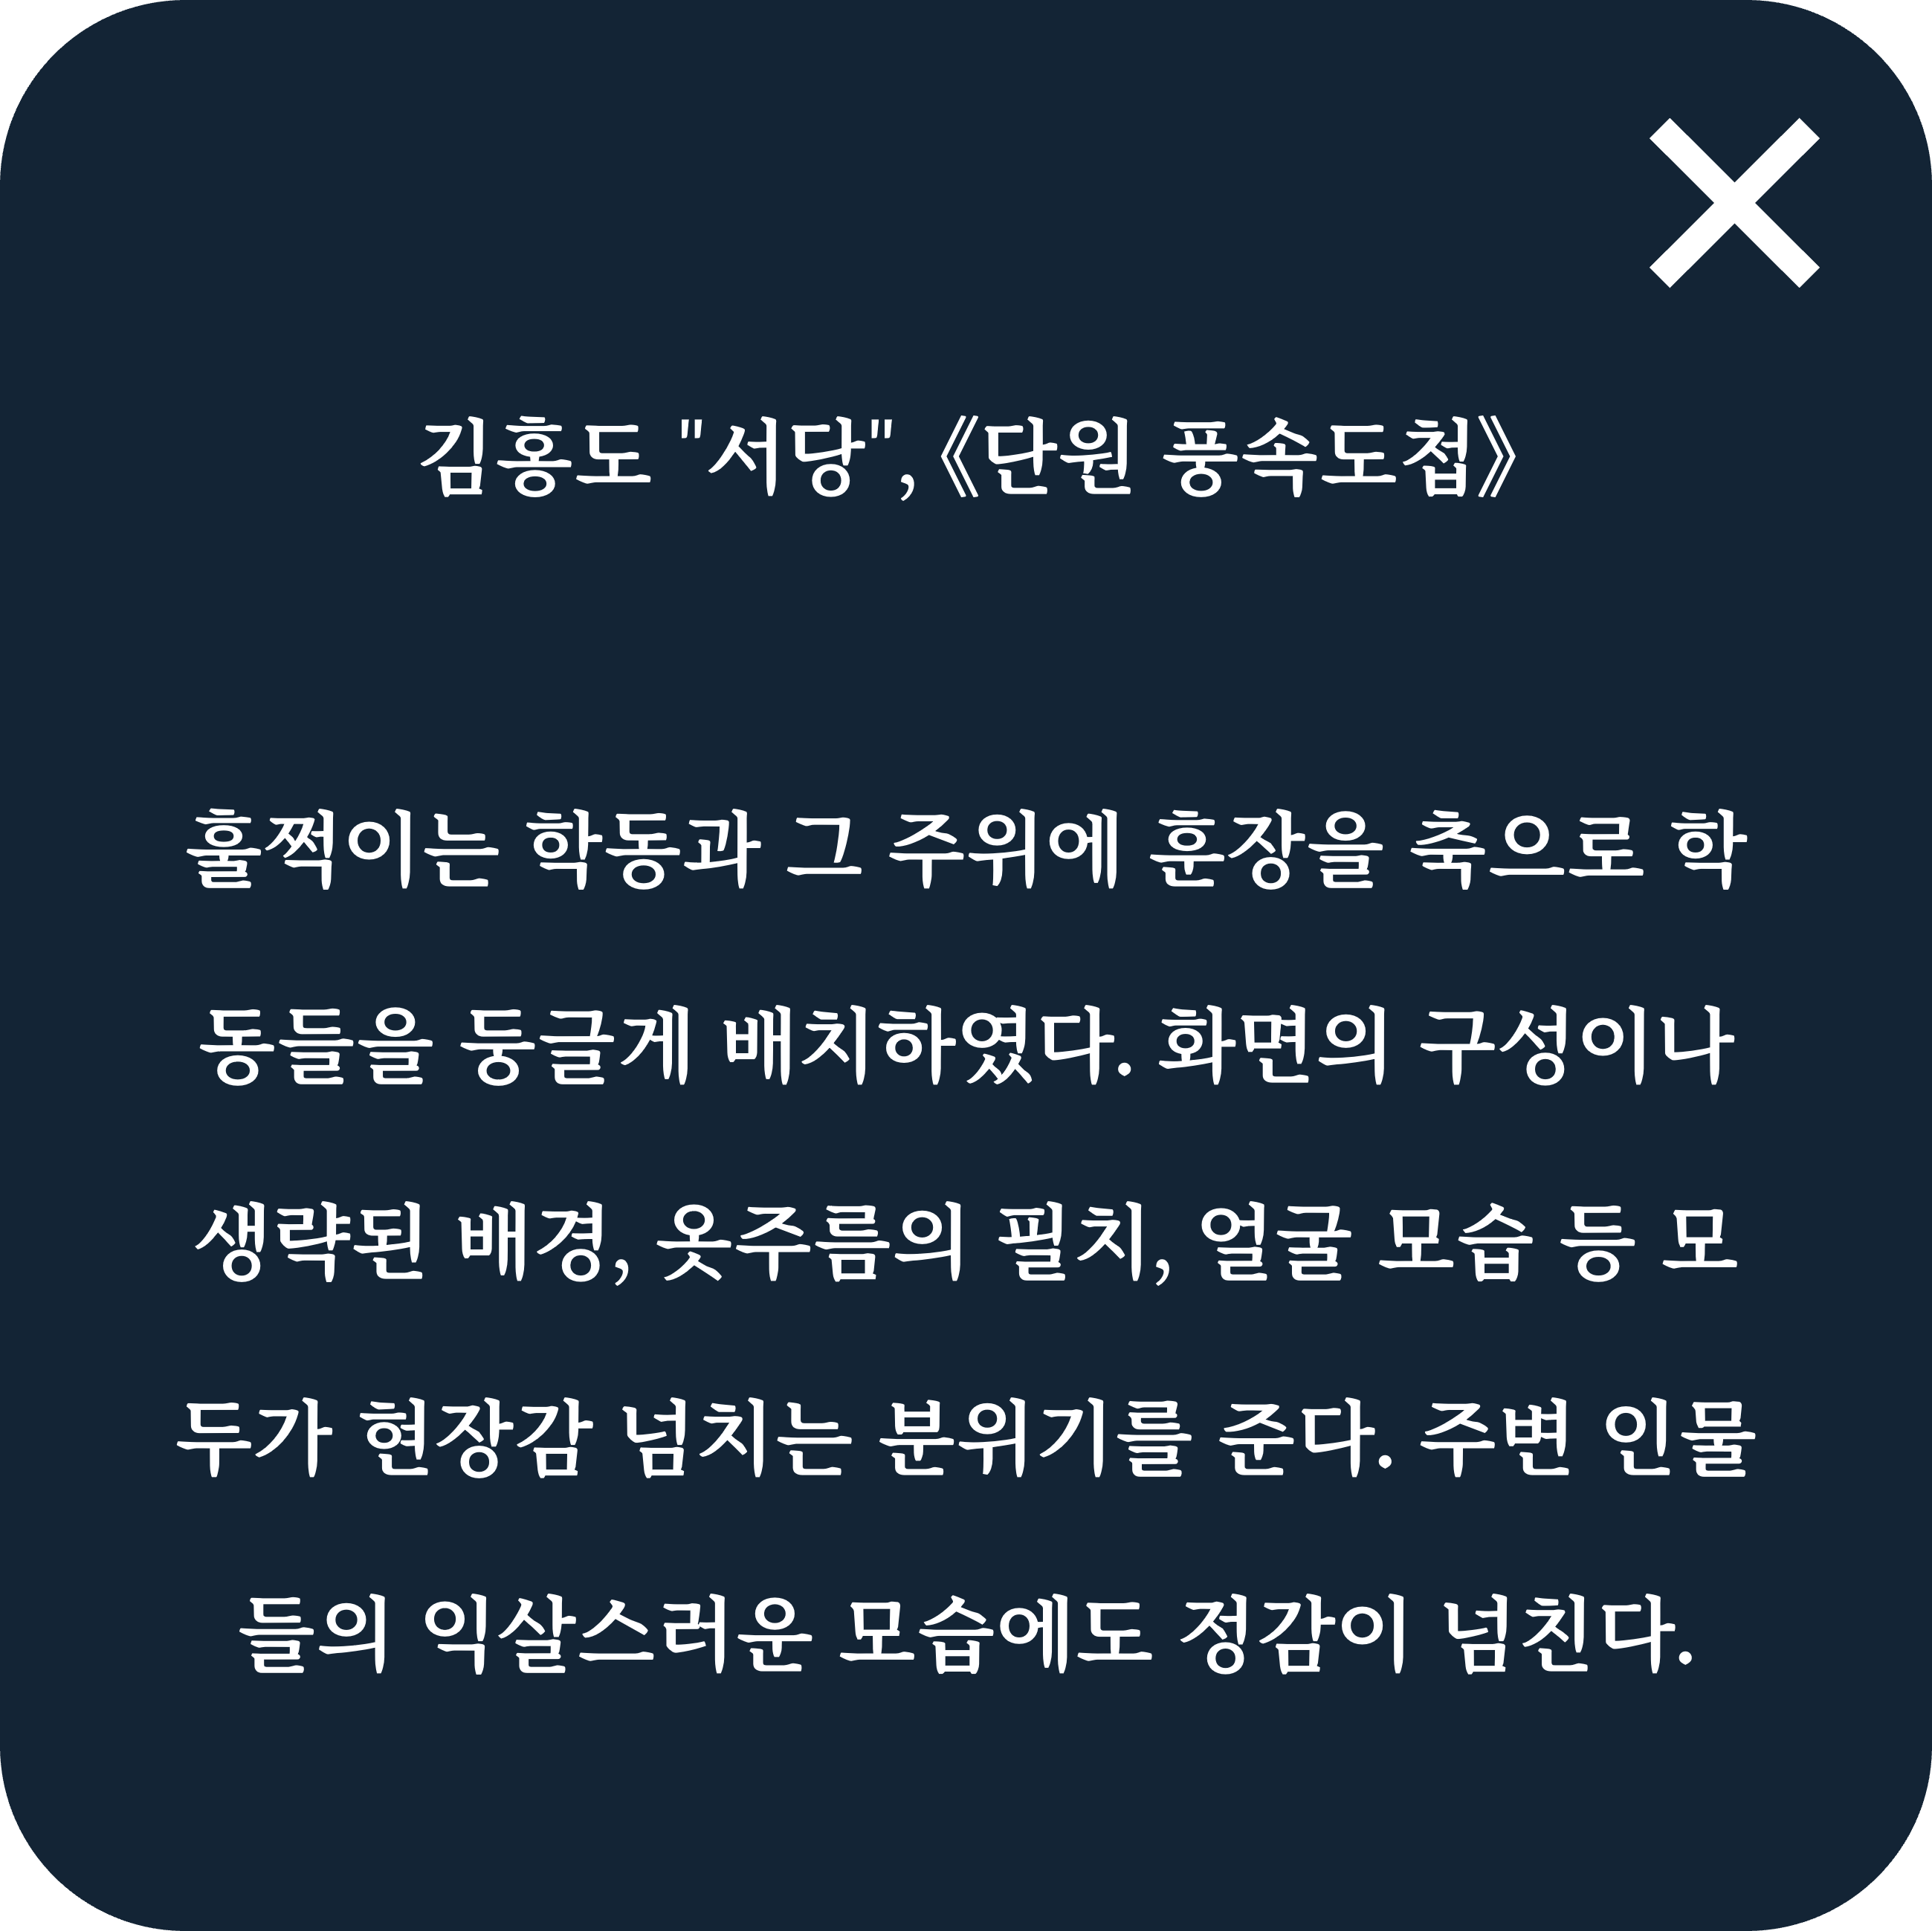 김홍도 "서당", 《단원 풍속도첩》
훌쩍이는 학동과 그 주위에 훈장을 축으로 학
동들을 둥글게 배치하였다. 화면의 구성이나
생략된 배경, 옷주름의 필치, 얼굴 모습 등 모
두가 현장감 넘치는 분위기를 준다.주변 인물
들의 익살스러운 모습에도 정감이 넘친다.